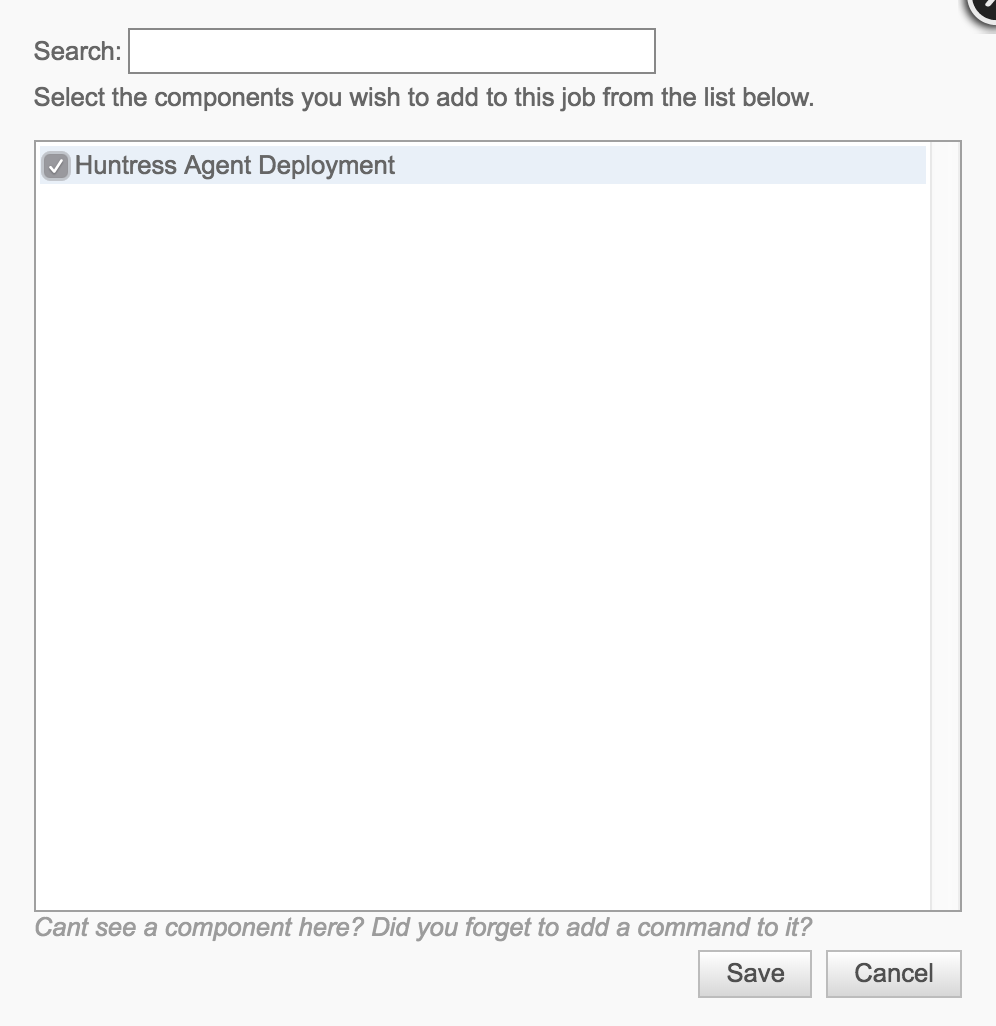 Search:
Select the components you wish to add to this job from the list below.
Huntress Agent Deployment
Cant see a component here? Did you forget to add a command to it?
Save Cancel